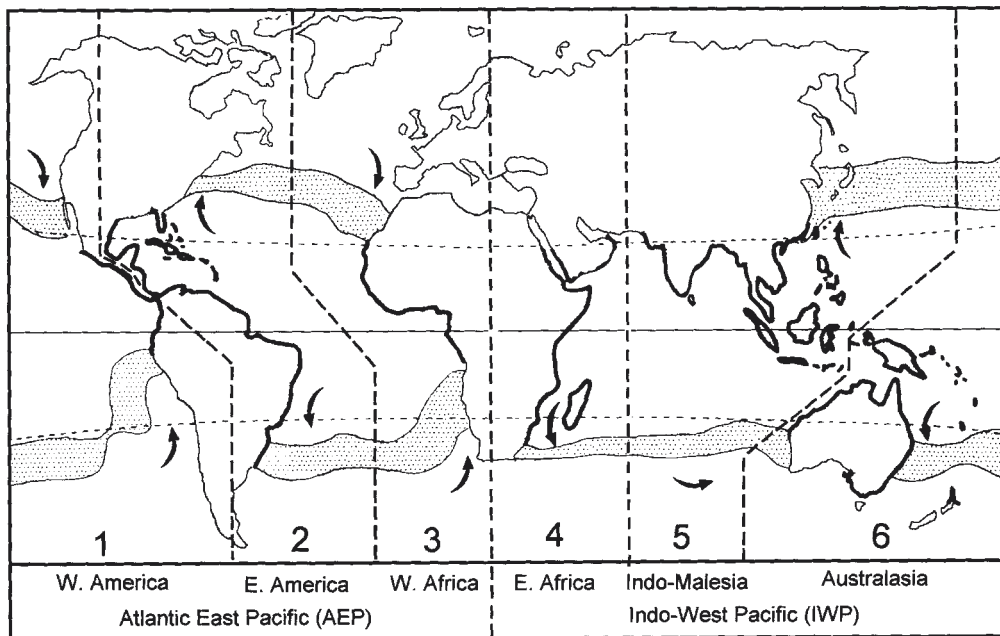 1 2 3 4 5 6
W. America E. America W. Africa E. Africa Indo-Malesia Australasia
Atlantic East Pacific (AEP) Indo-West Pacific (IWP)